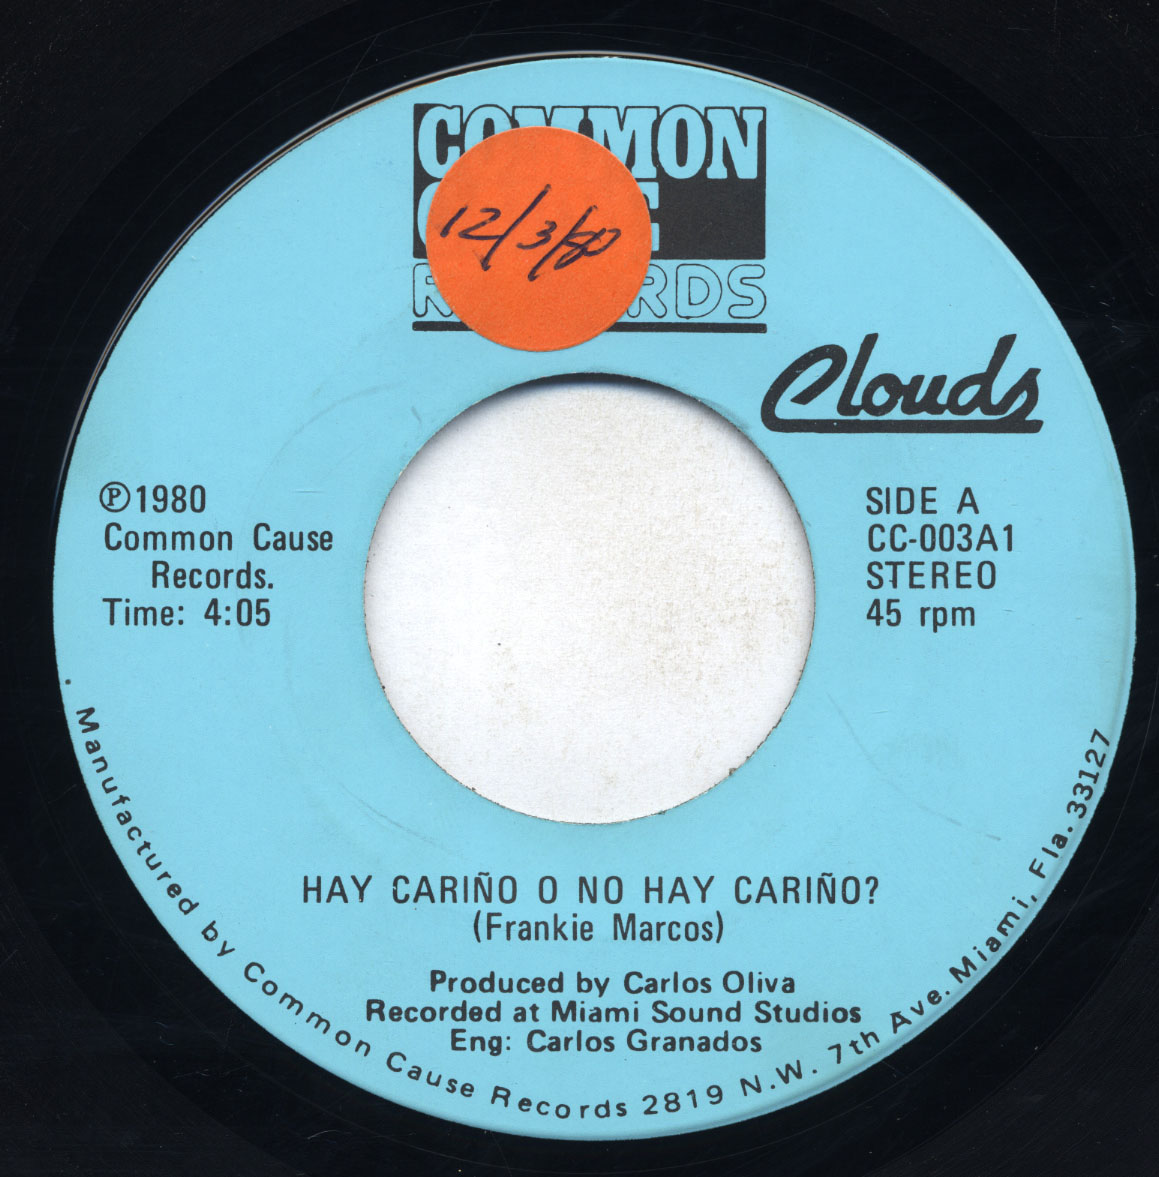 COMMON
12/3/80
RECORDS
Clouds
Ⓟ1980
Common Cause
Records.
Time: 4:05
SIDE A
CC-003A1
STEREO
45 rpm
HAY CARIÑO O NO HAY CARIÑO?
(Frankie Marcos)
Produced by Carlos Oliva
Recorded at Miami Sound Studios
Eng: Carlos Granados
. Manufactured by Common Cause Records 2819 N.W. 7th Ave. Miami, Fla. 33127